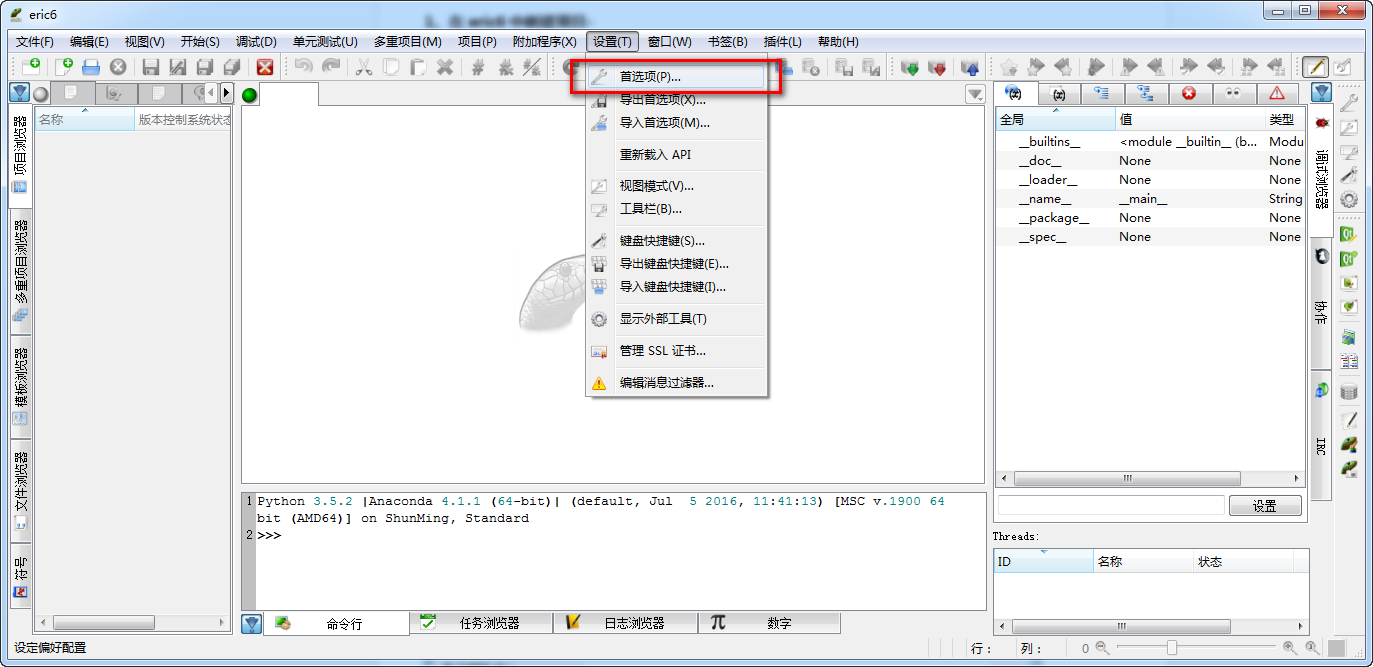 eric6
文件(F) 编辑(E) 视图(V) 开始(S) 调试(D) 单元测试(U) 多重项目(M) 项目(P) 附加程序(X) 设置(T) 窗口(W) 书签(B) 插件(L) 帮助(H)
首选项(P)...
导出首选项(X)...
导入首选项(M)...
重新载入 API
视图模式(V)...
工具栏(B)...
键盘快捷键(S)...
导出键盘快捷键(E)...
导入键盘快捷键(I)...
显示外部工具(T)
管理 SSL 证书...
编辑消息过滤器...
项目浏览器
多重项目浏览器
模板浏览器
文件浏览器
符号
名称 版本控制系统状态
全局 值 类型
__builtins__ <module __builtin__ (b... Modu
__doc__ None None
__loader__ None None
__name__ __main__ String
__package__ None None
__spec__ None None
调试浏览器
协作
IRC
设置
Threads:
ID 名称 状态
1 Python 3.5.2 |Anaconda 4.1.1 (64-bit)| (default, Jul 5 2016, 11:41:13) [MSC v.1900 64
bit (AMD64)] on ShunMing, Standard
2 >>>
命令行 任务浏览器 日志浏览器 数字
设定偏好配置 行： 列： 0